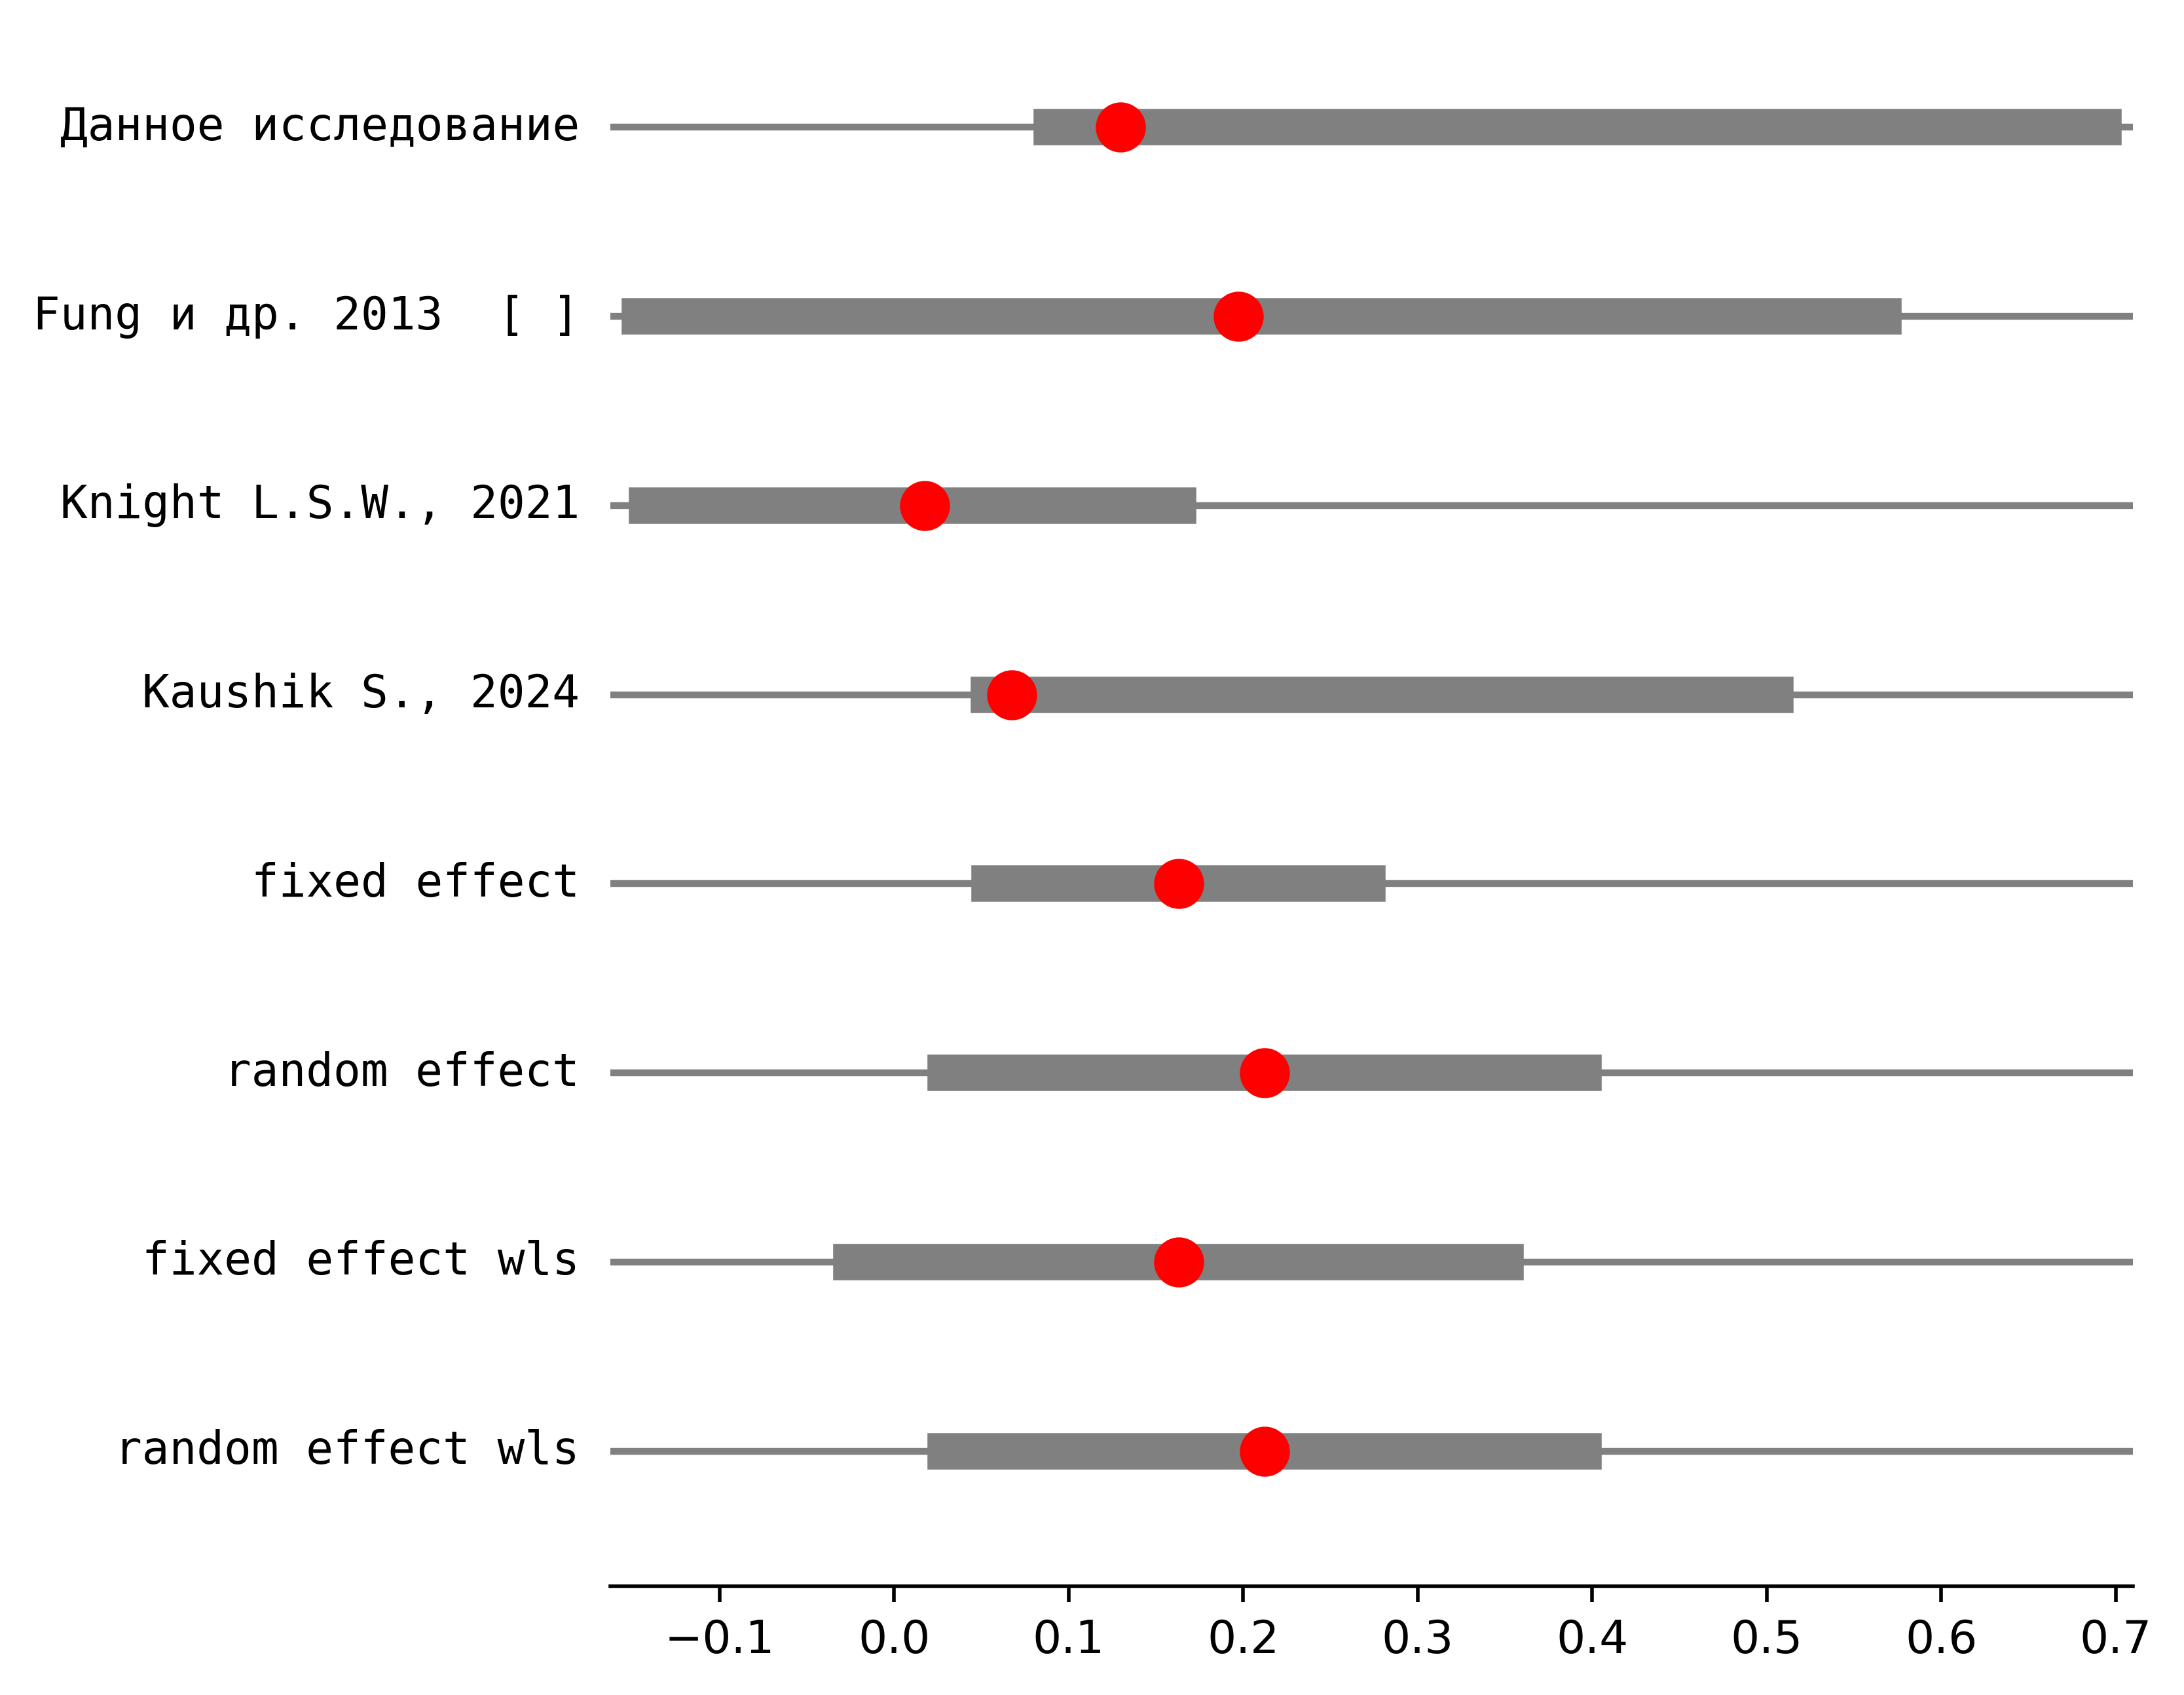 Данное исследование
Fung и др. 2013  [ ]
Knight L.S.W., 2021
Kaushik S., 2024
fixed effect
random effect
fixed effect wls
random effect wls
−0.1 0.0 0.1 0.2 0.3 0.4 0.5 0.6 0.7